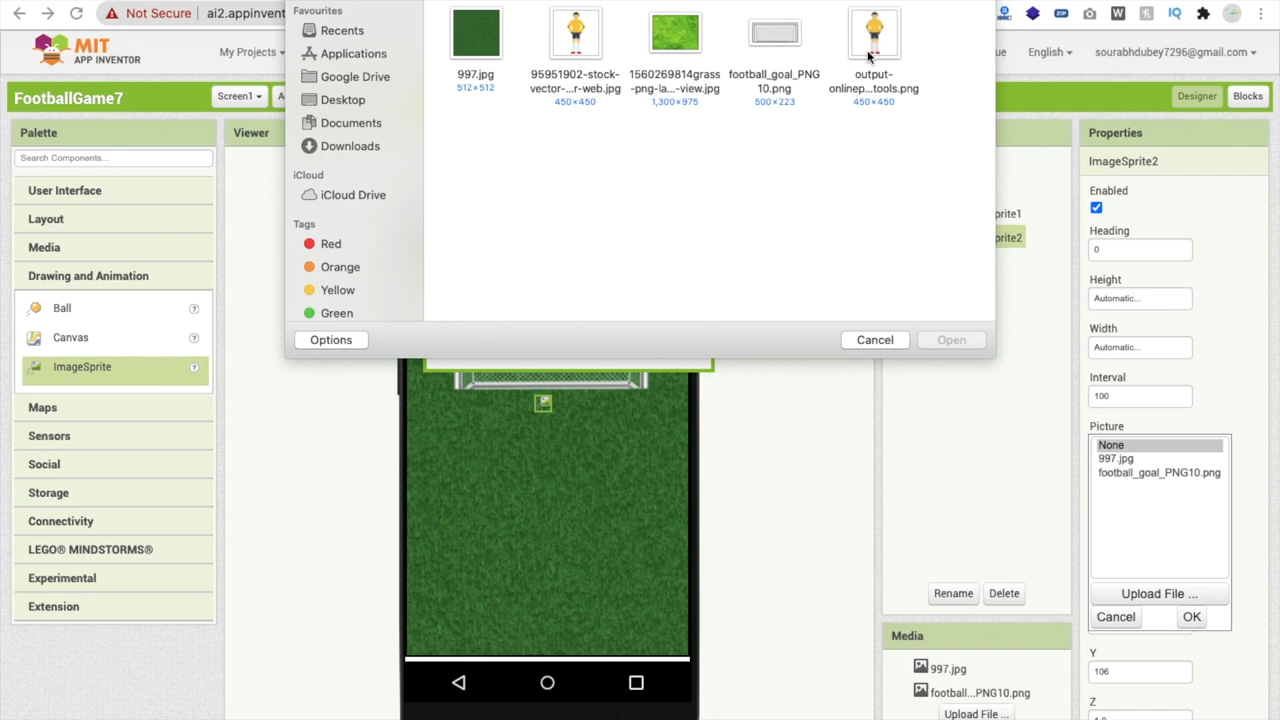 Not Secure
ai2.appinvent
MIT
APP INVENTOR
My Projects
ue
English
sourabhdubey7296@gmail.com
FootballGame7
Screen1
A
Designer
Blocks
Favourites
Recents
Applications
Google Drive
Desktop
Documents
Downloads
iCloud
iCloud Drive
Tags
Red
Orange
Yellow
Green
997.jpg
512×512
95951902-stock-
vector-...r-web.jpg
450×450
1560269814grass
-png-la...-view.jpg
1,300×975
football_goal_PNG
10.png
500×223
output-
onlinep...tools.png
450×450
Options
Cancel
Open
Palette
Search Components...
User Interface
Layout
Media
Drawing and Animation
Ball
?
Canvas
?
ImageSprite
?
Maps
Sensors
Social
Storage
Connectivity
LEGO® MINDSTORMS®
Experimental
Extension
Viewer
prite1
prite2
Rename
Delete
Media
997.jpg
football...PNG10.png
Upload File ...
Properties
ImageSprite2
Enabled
Heading
0
Height
Automatic...
Width
Automatic...
Interval
100
Picture
None
997.jpg
football_goal_PNG10.png
Upload File ...
Cancel
OK
Y
106
Z